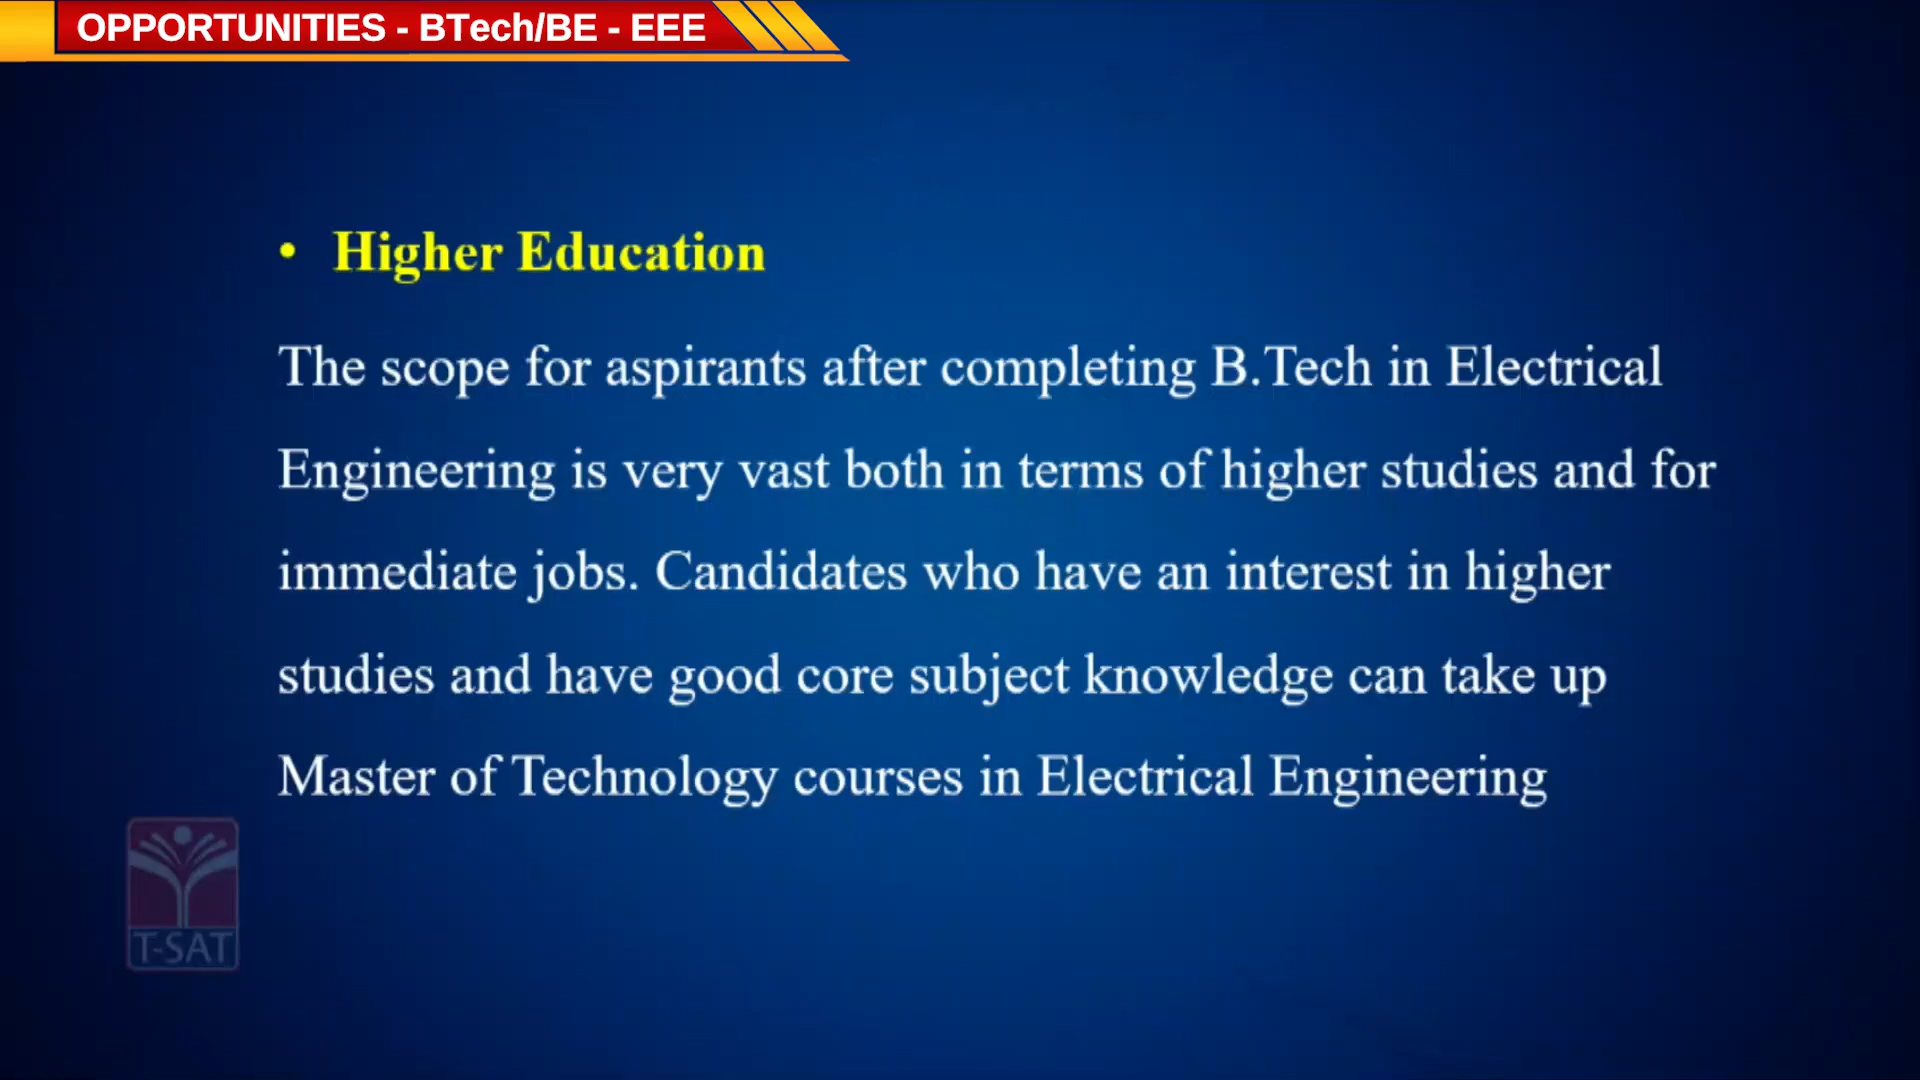 OPPORTUNITIES - BTech/BE - EEE
• Higher Education
The scope for aspirants after completing B.Tech in Electrical
Engineering is very vast both in terms of higher studies and for
immediate jobs. Candidates who have an interest in higher
studies and have good core subject knowledge can take up
Master of Technology courses in Electrical Engineering
T-SAT